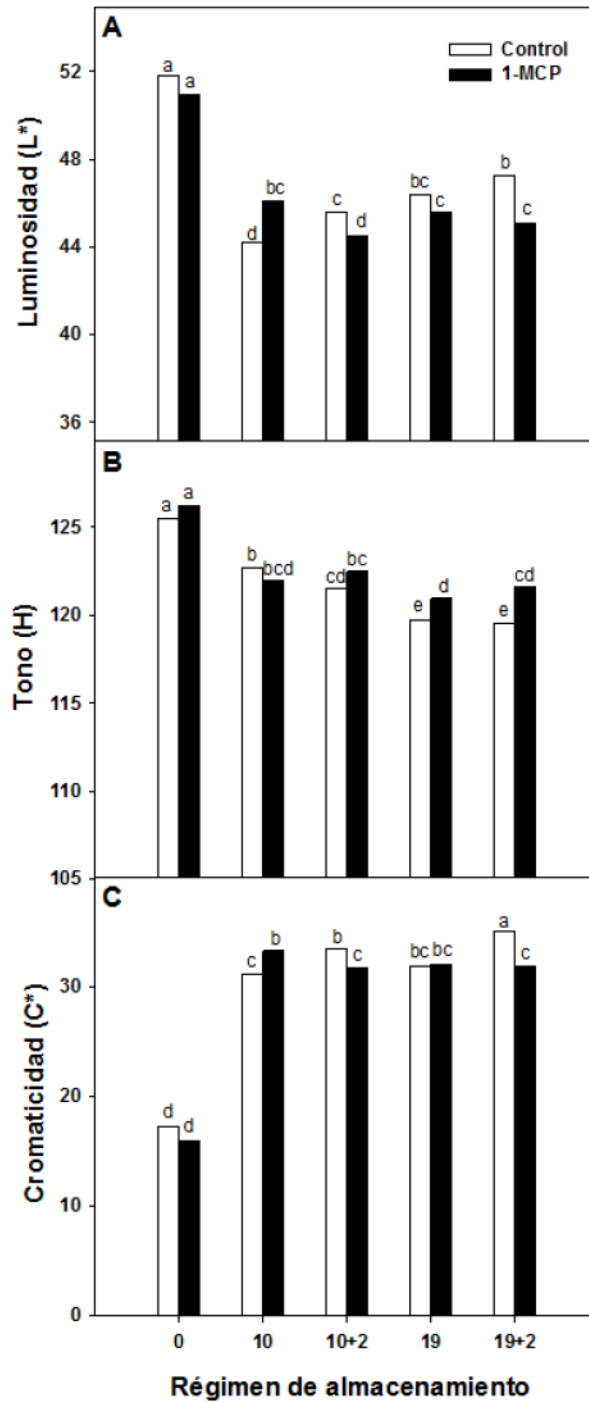 A
Control
1-MCP
Luminosidad (L*)
52
48
44
40
36
a a
d bc
c d
bc c
b c
B
Tono (H)
125
120
115
110
105
a a
b bcd
cd bc
e d
e cd
C
Cromaticidad (C*)
30
20
10
0
d d
c b
b c
bc bc
a c
0 10 10+2 19 19+2
Régimen de almacenamiento